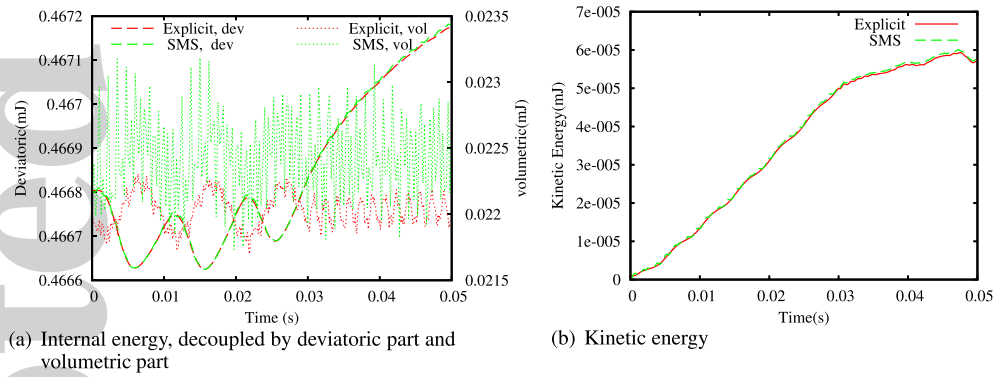 0.4672
0.4671
0.467
0.4669
0.4668
0.4667
0.4666
Deviatoric(mJ)
Explicit, dev
SMS, dev
Explicit, vol
SMS, vol
0.0235
0.023
0.0225
0.022
0.0215
volumetric(mJ)
0 0.01 0.02 0.03 0.04 0.05
Time (s)
(a) Internal energy, decoupled by deviatoric part and
volumetric part
7e-005
6e-005
5e-005
4e-005
3e-005
2e-005
1e-005
0
Kinetic Energy(mJ)
Explicit
SMS
0 0.01 0.02 0.03 0.04 0.05
Time(s)
(b) Kinetic energy